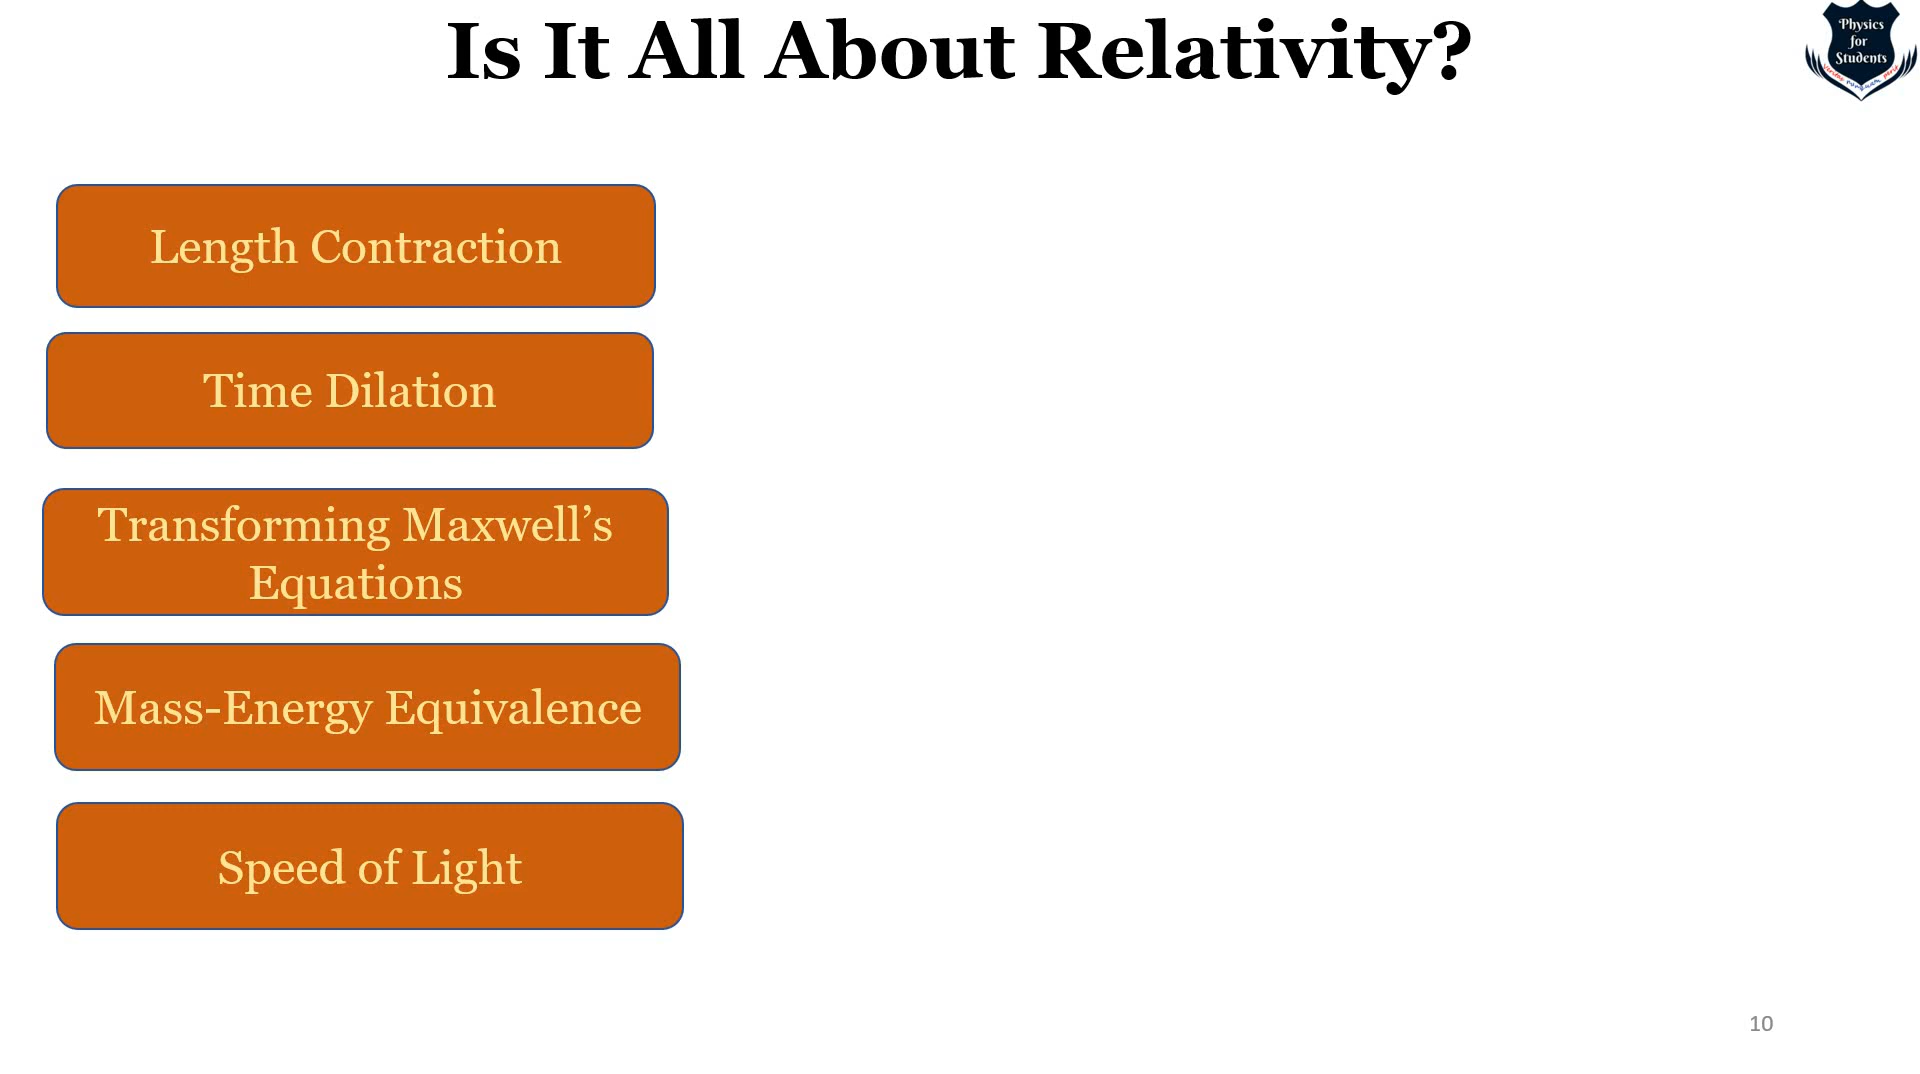 Is It All About Relativity?
Physics
for
Students
Length Contraction
Time Dilation
Transforming Maxwell’s
Equations
Mass-Energy Equivalence
Speed of Light
10